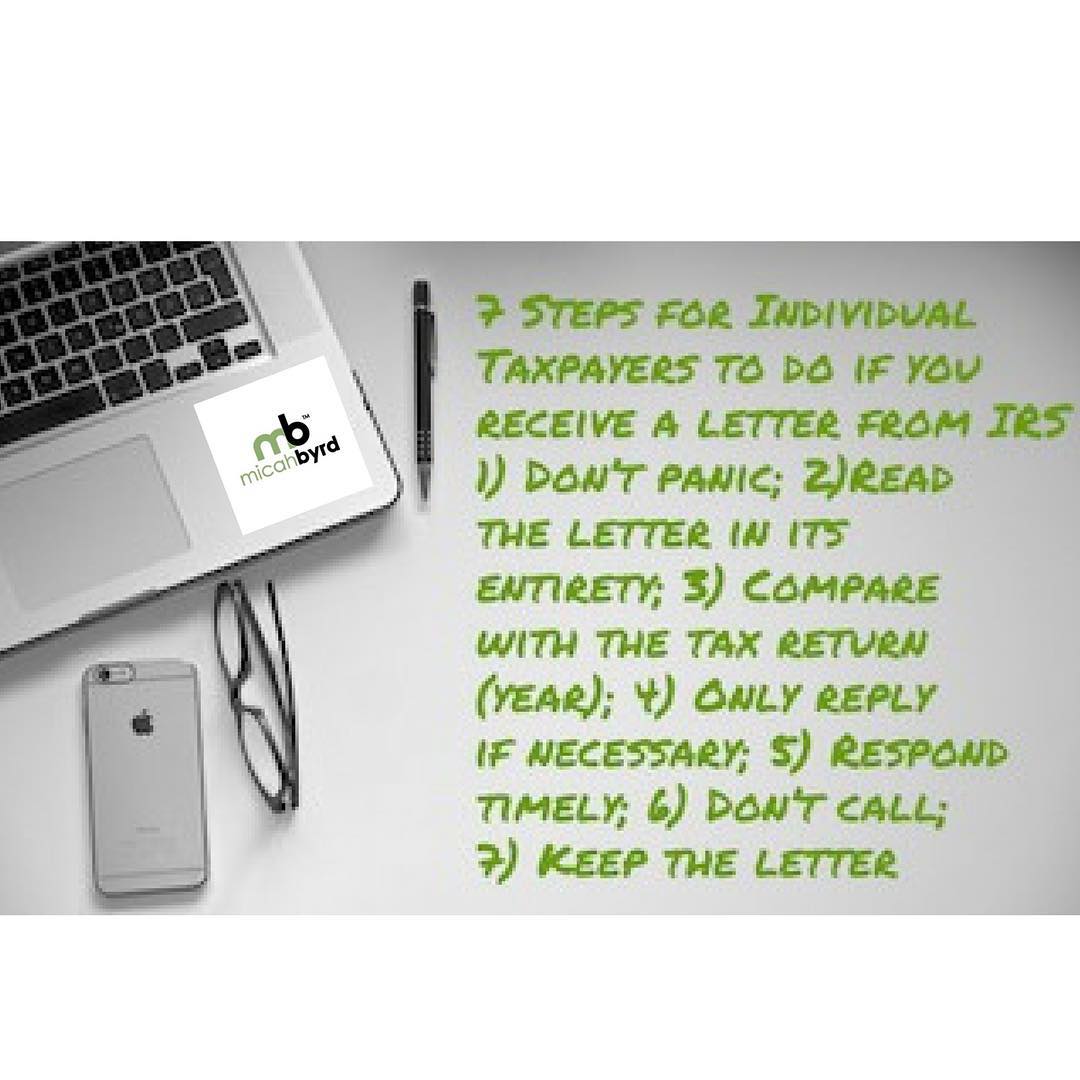 mb™
micahbyrd
7 Steps for Individual
Taxpayers to do if you
receive a letter from IRS
1) Don't panic; 2)Read
the letter in its
entirety; 3) Compare
with the tax return
(year); 4) Only reply
if necessary; 5) Respond
timely; 6) Don't call;
7) Keep the letter